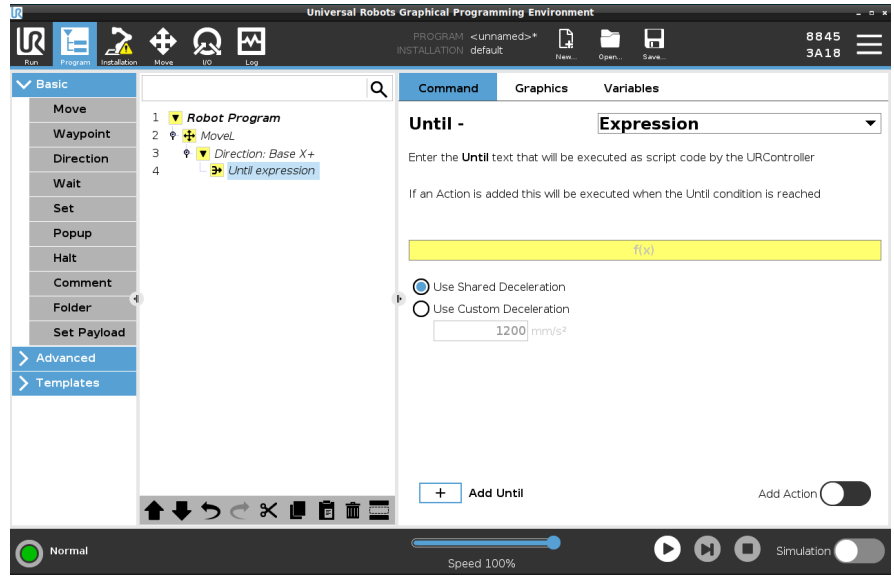 Universal Robots Graphical Programming Environment
UR
Run
Program
Installation
Move
I/O
Log
PROGRAM <unnamed>*
INSTALLATION default
New...
Open...
Save...
8845
3A18
Basic
Move
Waypoint
Direction
Wait
Set
Popup
Halt
Comment
Folder
Set Payload
Advanced
Templates
1 Robot Program
2 MoveL
3 Direction: Base X+
4 Until expression
Command Graphics Variables
Until - Expression
Enter the Until text that will be executed as script code by the URController
If an Action is added this will be executed when the Until condition is reached
f(x)
Use Shared Deceleration
Use Custom Deceleration
1200 mm/s²
+ Add Until
Add Action
Normal
Speed 100%
Simulation